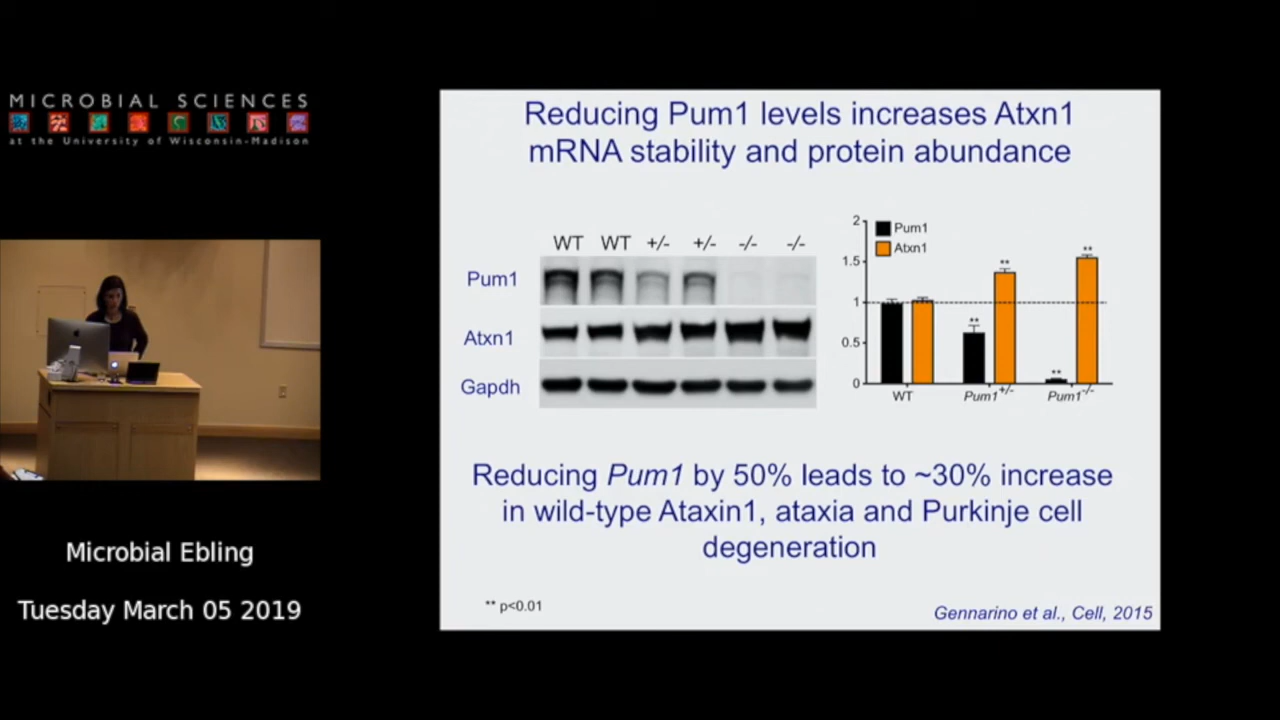 MICROBIAL SCIENCES
at the University of Wisconsin-Madison
Microbial Ebling
Tuesday March 05 2019
Reducing Pum1 levels increases Atxn1
mRNA stability and protein abundance
WT WT +/- +/- -/- -/-
Pum1
Atxn1
Gapdh
2
1.5
1
0.5
0
Pum1
Atxn1
** ** ** **
WT Pum1+/- Pum1-/-
Reducing Pum1 by 50% leads to ~30% increase
in wild-type Ataxin1, ataxia and Purkinje cell
degeneration
** p<0.01
Gennarino et al., Cell, 2015